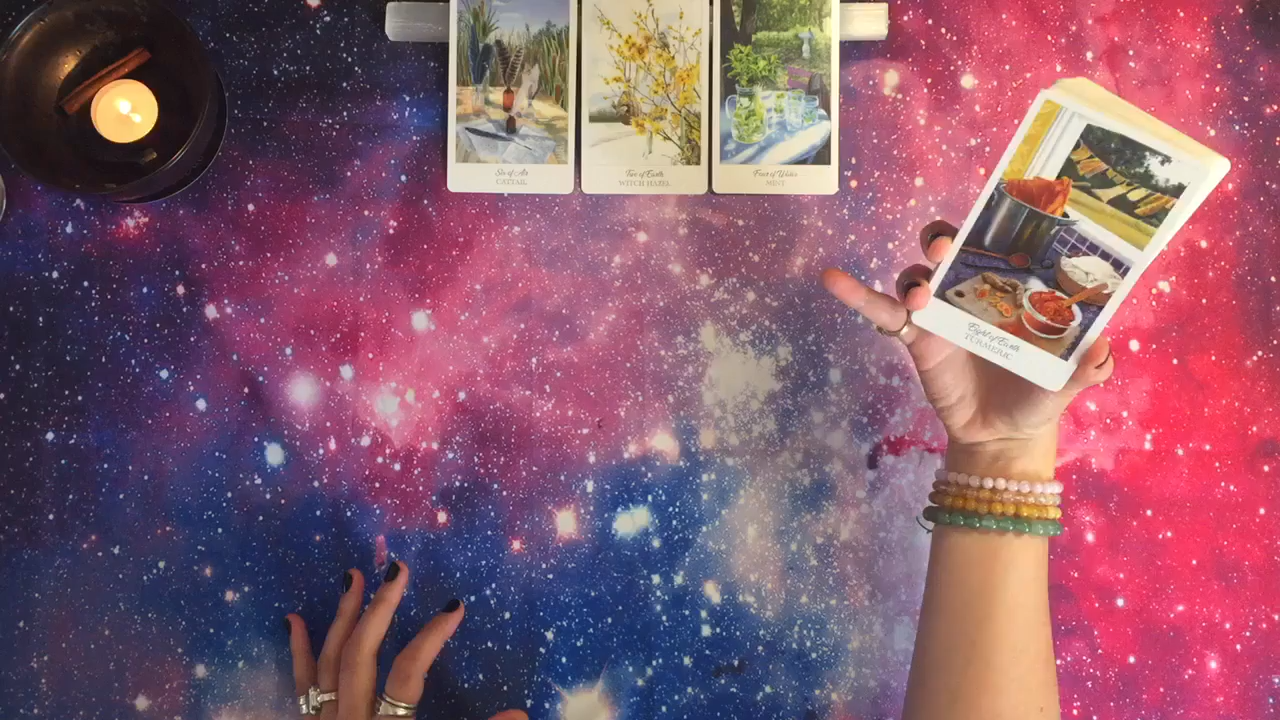 Six of Air
CATTAIL
Two of Earth
WITCH HAZEL
Four of Water
MINT
Eight of Earth
TURMERIC